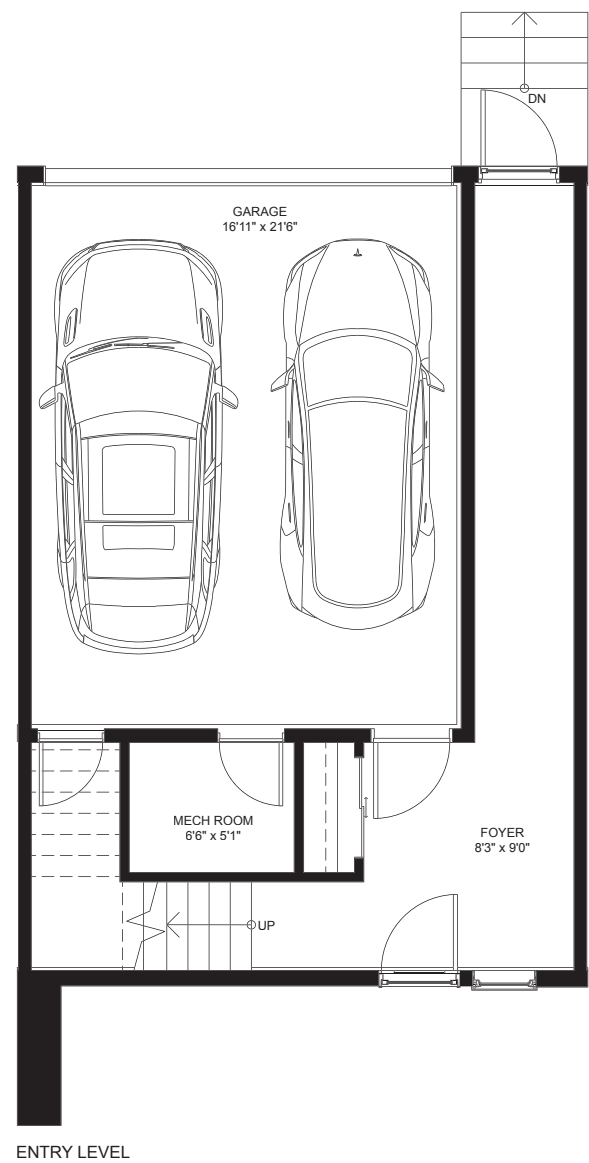 DN
GARAGE
16'11" x 21'6"
MECH ROOM
6'6" x 5'1"
FOYER
8'3" x 9'0"
UP
ENTRY LEVEL